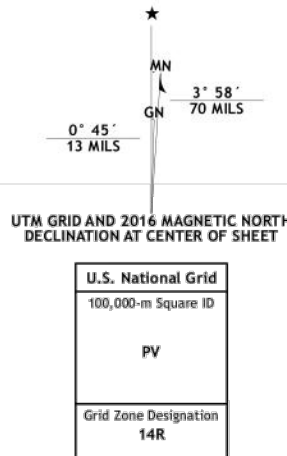 MN
3° 58´
70 MILS
GN
0° 45´
13 MILS
UTM GRID AND 2016 MAGNETIC NORTH
DECLINATION AT CENTER OF SHEET
U.S. National Grid
100,000-m Square ID
PV
Grid Zone Designation
14R